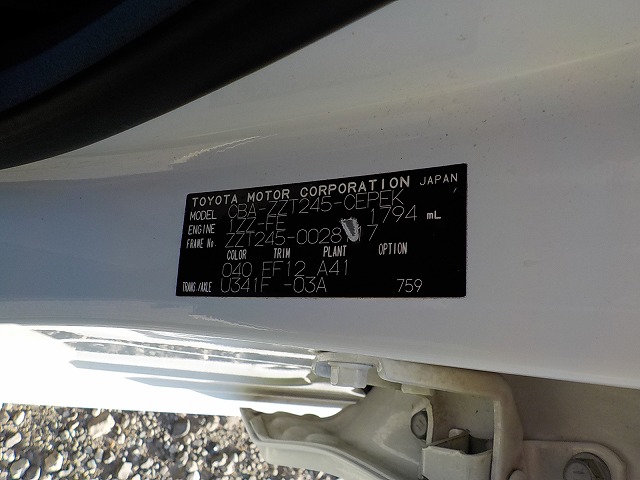 TOYOTA MOTOR CORPORATION JAPAN
MODEL CBA-ZZT245-CEPEK
ENGINE 1ZZ-FE 1794 mL
FRAME No.
COLOR TRIM PLANT OPTION
040 FF12 A41
TRANS/AXLE U341F -03A 759